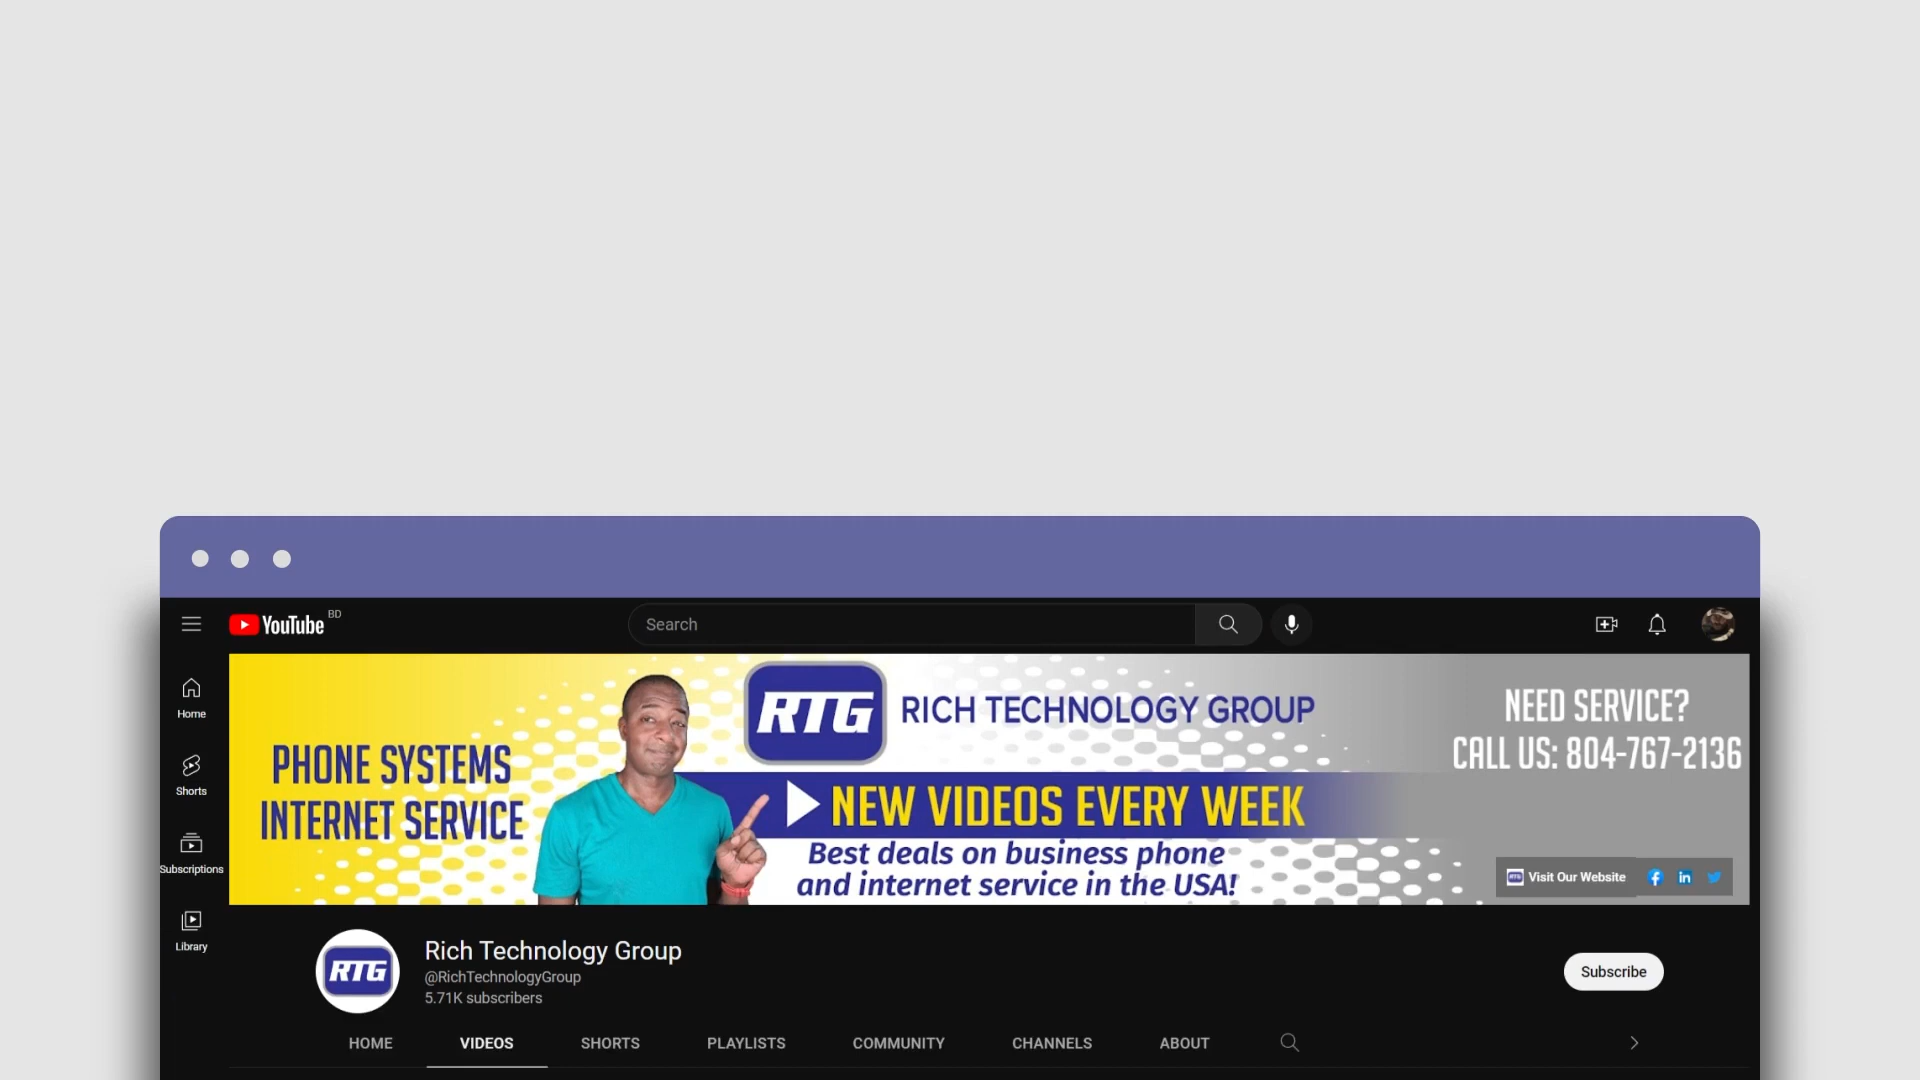 YouTube BD
Search
Home
Shorts
Subscriptions
Library
PHONE SYSTEMS
INTERNET SERVICE
RTG
RICH TECHNOLOGY GROUP
NEW VIDEOS EVERY WEEK
Best deals on business phone
and internet service in the USA!
NEED SERVICE?
CALL US: 804-767-2136
RTG Visit Our Website
RTG
Rich Technology Group
@RichTechnologyGroup
5.71K subscribers
Subscribe
HOME VIDEOS SHORTS PLAYLISTS COMMUNITY CHANNELS ABOUT